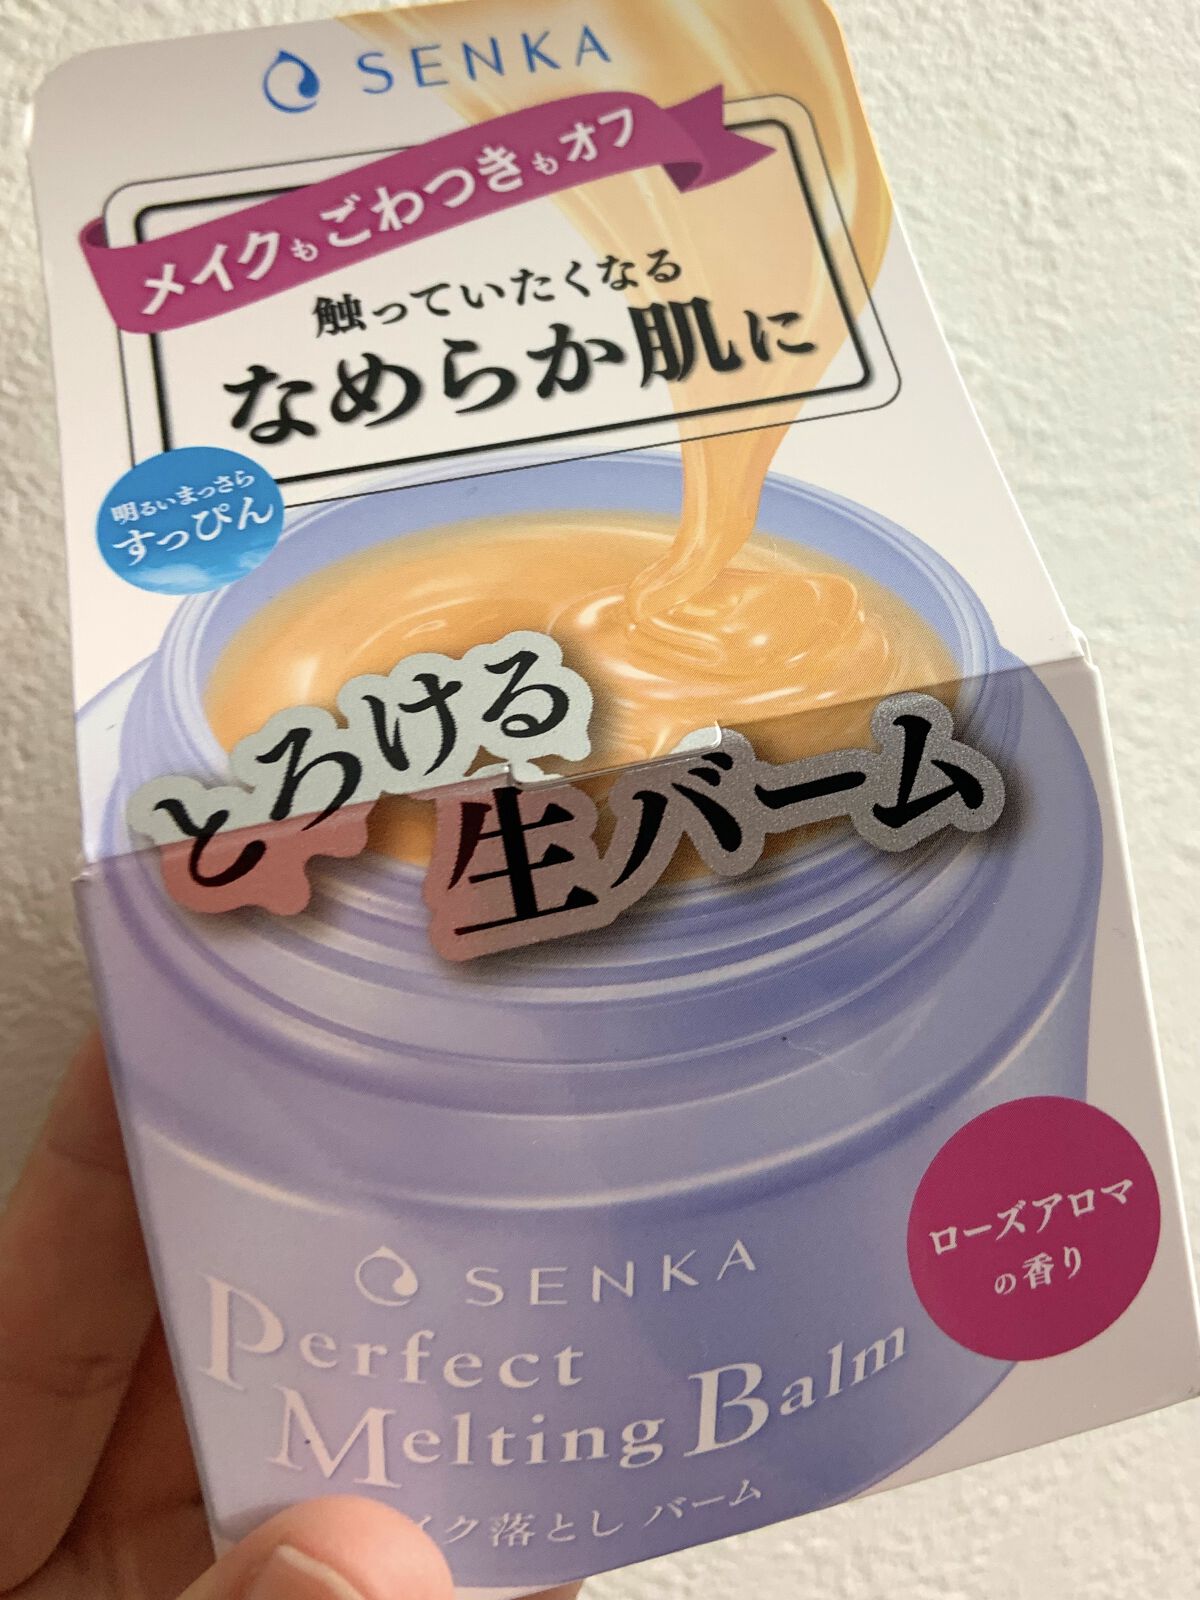 SENKA
メイクもごわつきもオフ
触っていたくなる
なめらか肌に
明るいまっさら
すっぴん
とろける
生バーム
ローズアロマ
の香り
SENKA
Perfect
Melting Balm
イク落とし バーム